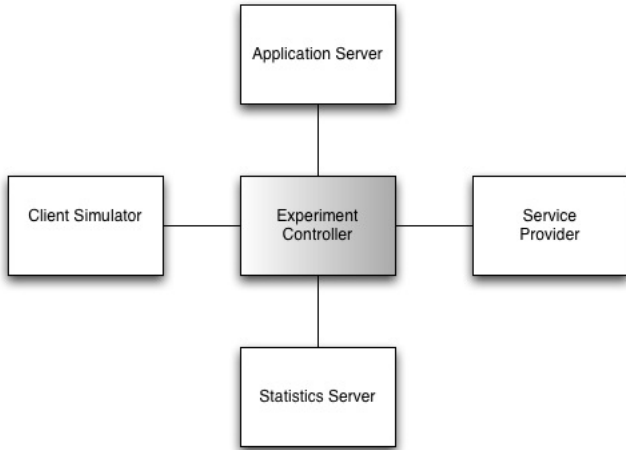 Application Server
Client Simulator
Experiment
Controller
Service
Provider
Statistics Server